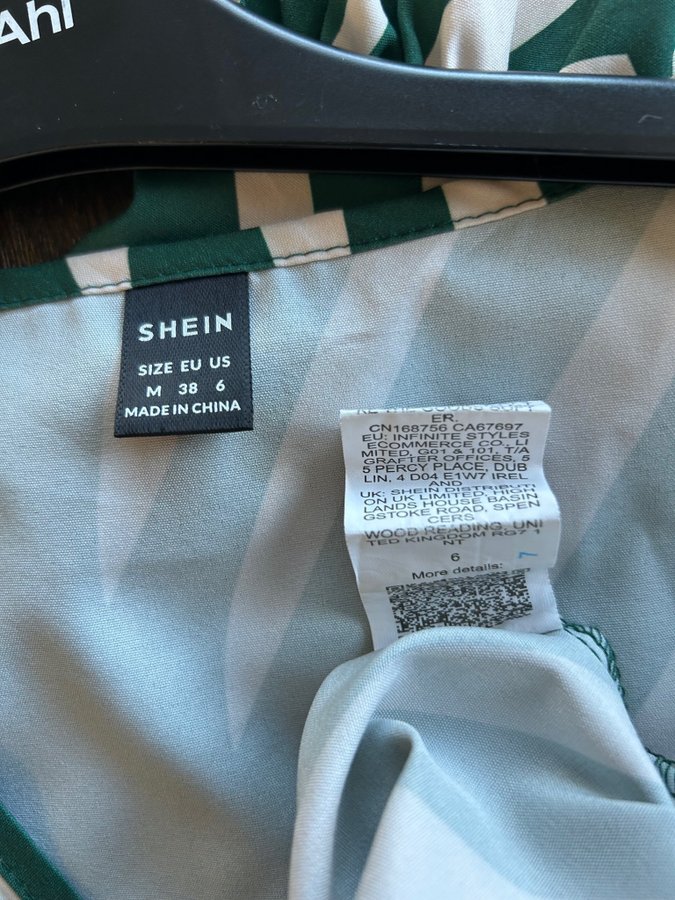 Ahl
SHEIN
SIZE EU US
M 38 6
MADE IN CHINA
ER.
CN168756 CA67697
EU: INFINITE STYLES
ECOMMERCE CO., LI
MITED, G01 & 101, T/A
GRAFTER OFFICES, 5
5 PERCY PLACE, DUB
LIN, 4 D04 E1W7 IREL
AND
UK: SHEIN DISTRIBUTI
ON UK LIMITED, HIGH
LANDS HOUSE BASIN
GSTOKE ROAD, SPEN
CERS
WOOD READING, UNI
TED KINGDOM RG7 1
NT
6 7
More details: